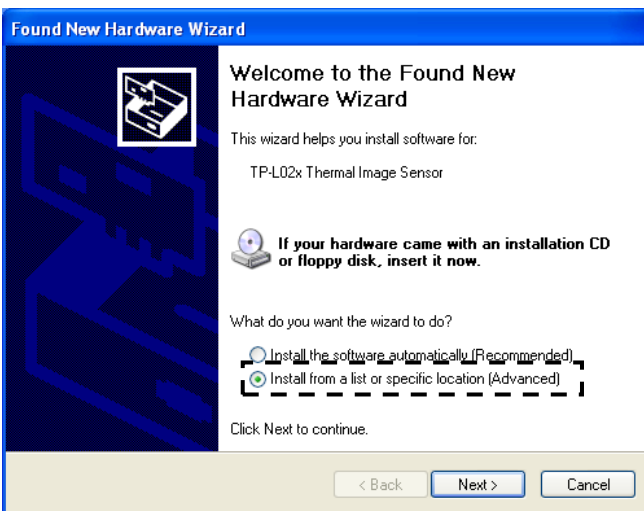 Found New Hardware Wizard
Welcome to the Found New
Hardware Wizard
This wizard helps you install software for:
TP-L02x Thermal Image Sensor
If your hardware came with an installation CD
or floppy disk, insert it now.
What do you want the wizard to do?
Install the software automatically (Recommended)
Install from a list or specific location (Advanced)
Click Next to continue.
< Back Next > Cancel